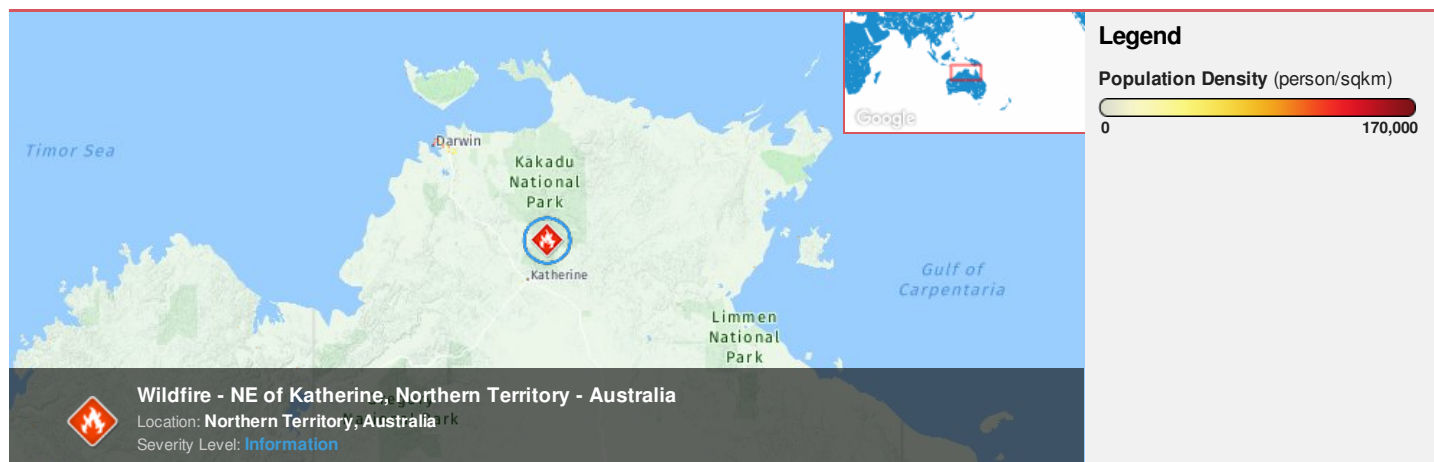 Timor Sea
Darwin
Kakadu
National
Park
Katherine
Gulf of
Carpentaria
Limmen
National
Park
Google
Wildfire - NE of Katherine, Northern Territory - Australia
Location: Northern Territory, Australia
Severity Level: Information
Legend
Population Density (person/sqkm)
0 170,000